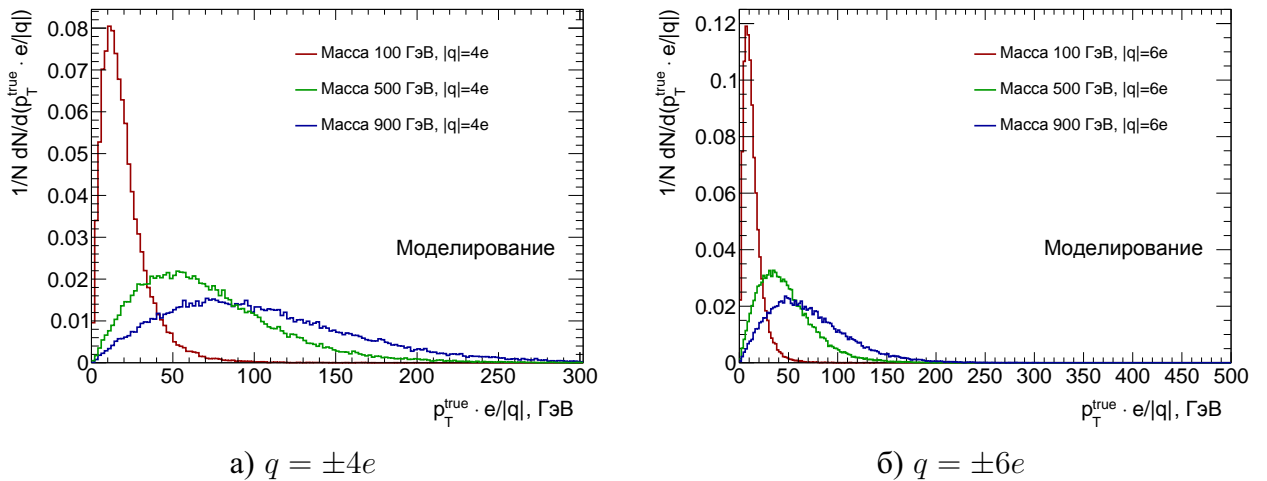 1/N dN/d(p_T^true · e/|q|)
0.08
0.07
0.06
0.05
0.04
0.03
0.02
0.01
0
Масса 100 ГэВ, |q|=4e
Масса 500 ГэВ, |q|=4e
Масса 900 ГэВ, |q|=4e
Моделирование
0 50 100 150 200 250 300
p_T^true · e/|q|, ГэВ
а) q = ±4e
1/N dN/d(p_T^true · e/|q|)
0.12
0.1
0.08
0.06
0.04
0.02
0
Масса 100 ГэВ, |q|=6e
Масса 500 ГэВ, |q|=6e
Масса 900 ГэВ, |q|=6e
Моделирование
0 50 100 150 200 250 300 350 400 450 500
p_T^true · e/|q|, ГэВ
б) q = ±6e